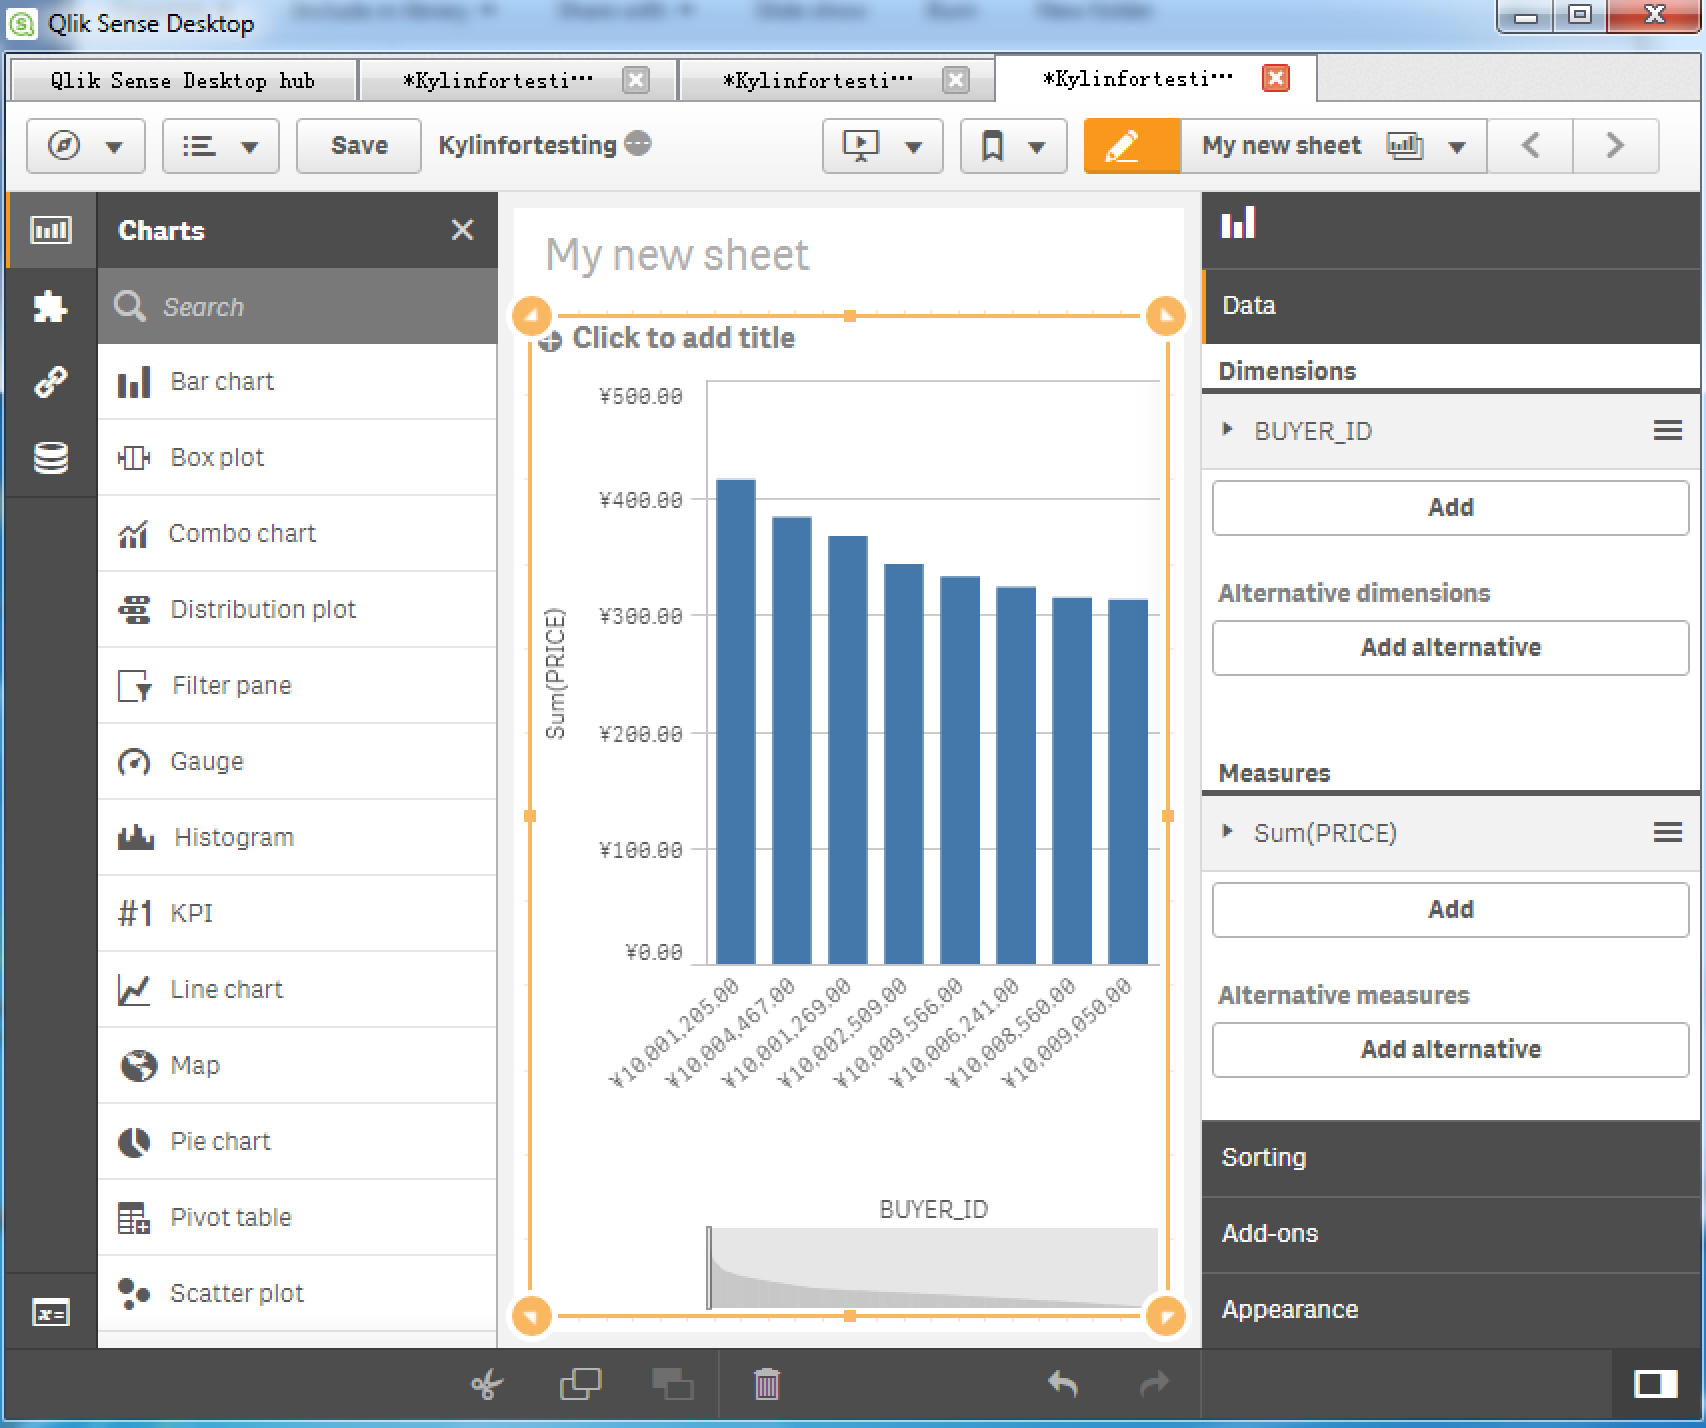 Qlik Sense Desktop
Qlik Sense Desktop hub
*Kylinfortesti…
*Kylinfortesti…
*Kylinfortesti…
Save
Kylinfortesting
My new sheet
Charts
Search
Bar chart
Box plot
Combo chart
Distribution plot
Filter pane
Gauge
Histogram
#1 KPI
Line chart
Map
Pie chart
Pivot table
Scatter plot
x=
My new sheet
Click to add title
Sum(PRICE)
¥500.00
¥400.00
¥300.00
¥200.00
¥100.00
¥0.00
¥10,001,205.00
¥10,004,467.00
¥10,001,269.00
¥10,002,509.00
¥10,009,566.00
¥10,006,241.00
¥10,008,560.00
¥10,009,050.00
BUYER_ID
Data
Dimensions
BUYER_ID
Add
Alternative dimensions
Add alternative
Measures
Sum(PRICE)
Add
Alternative measures
Add alternative
Sorting
Add-ons
Appearance